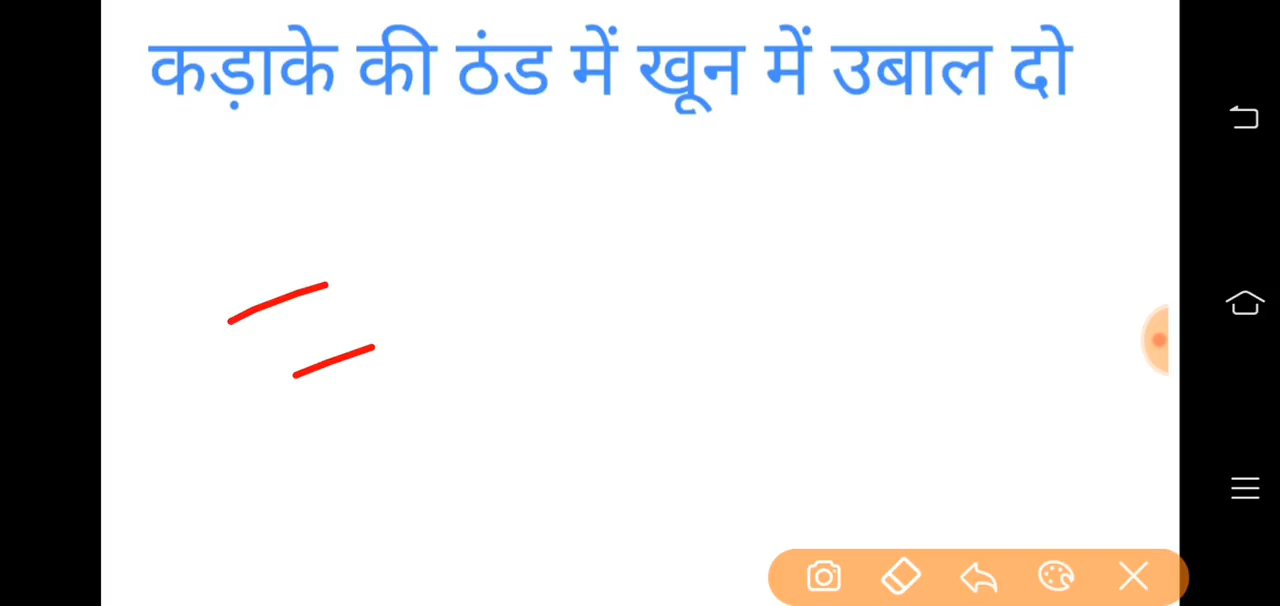 कड़ाके की ठंड में खून में उबाल दो